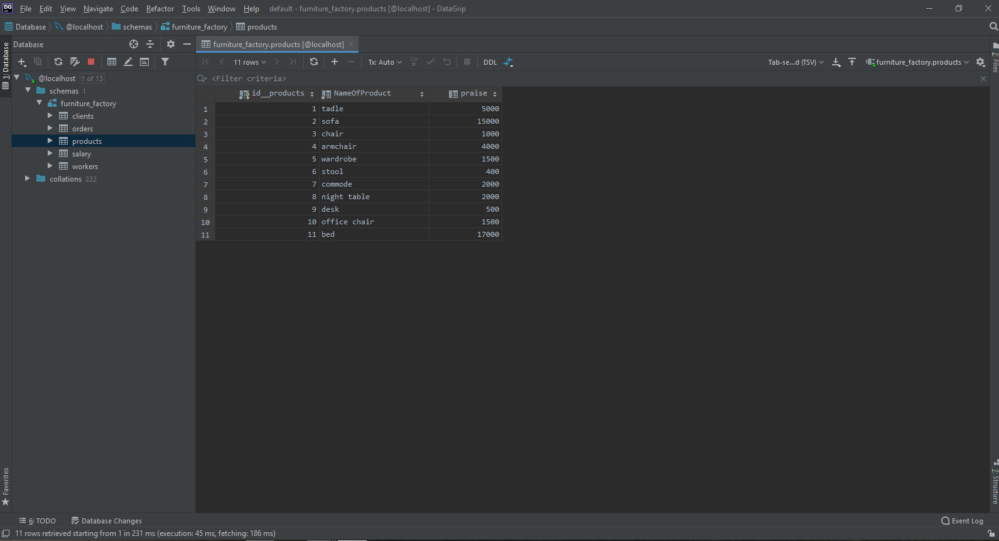 DG File Edit View Navigate Code Refactor Tools Window Help default - furniture_factory.products [@localhost] - DataGrip
Database @localhost schemas furniture_factory products
Database
furniture_factory.products [@localhost]
11 rows Tx: Auto DB DDL Tab-se...d (TSV) furniture_factory.products
QL
<Filter criteria>
@localhost 1 of 13
schemas 1
furniture_factory
clients
orders
products
salary
workers
collations 222
id__products NameOfProduct praise
1 1 tadle 5000
2 2 sofa 15000
3 3 chair 1000
4 4 armchair 4000
5 5 wardrobe 1500
6 6 stool 400
7 7 commode 2000
8 8 night table 2000
9 9 desk 500
10 10 office chair 1500
11 11 bed 17000
1: Database
Favorites
2: Files
7: Structure
6: TODO Database Changes Event Log
11 rows retrieved starting from 1 in 231 ms (execution: 45 ms, fetching: 186 ms)